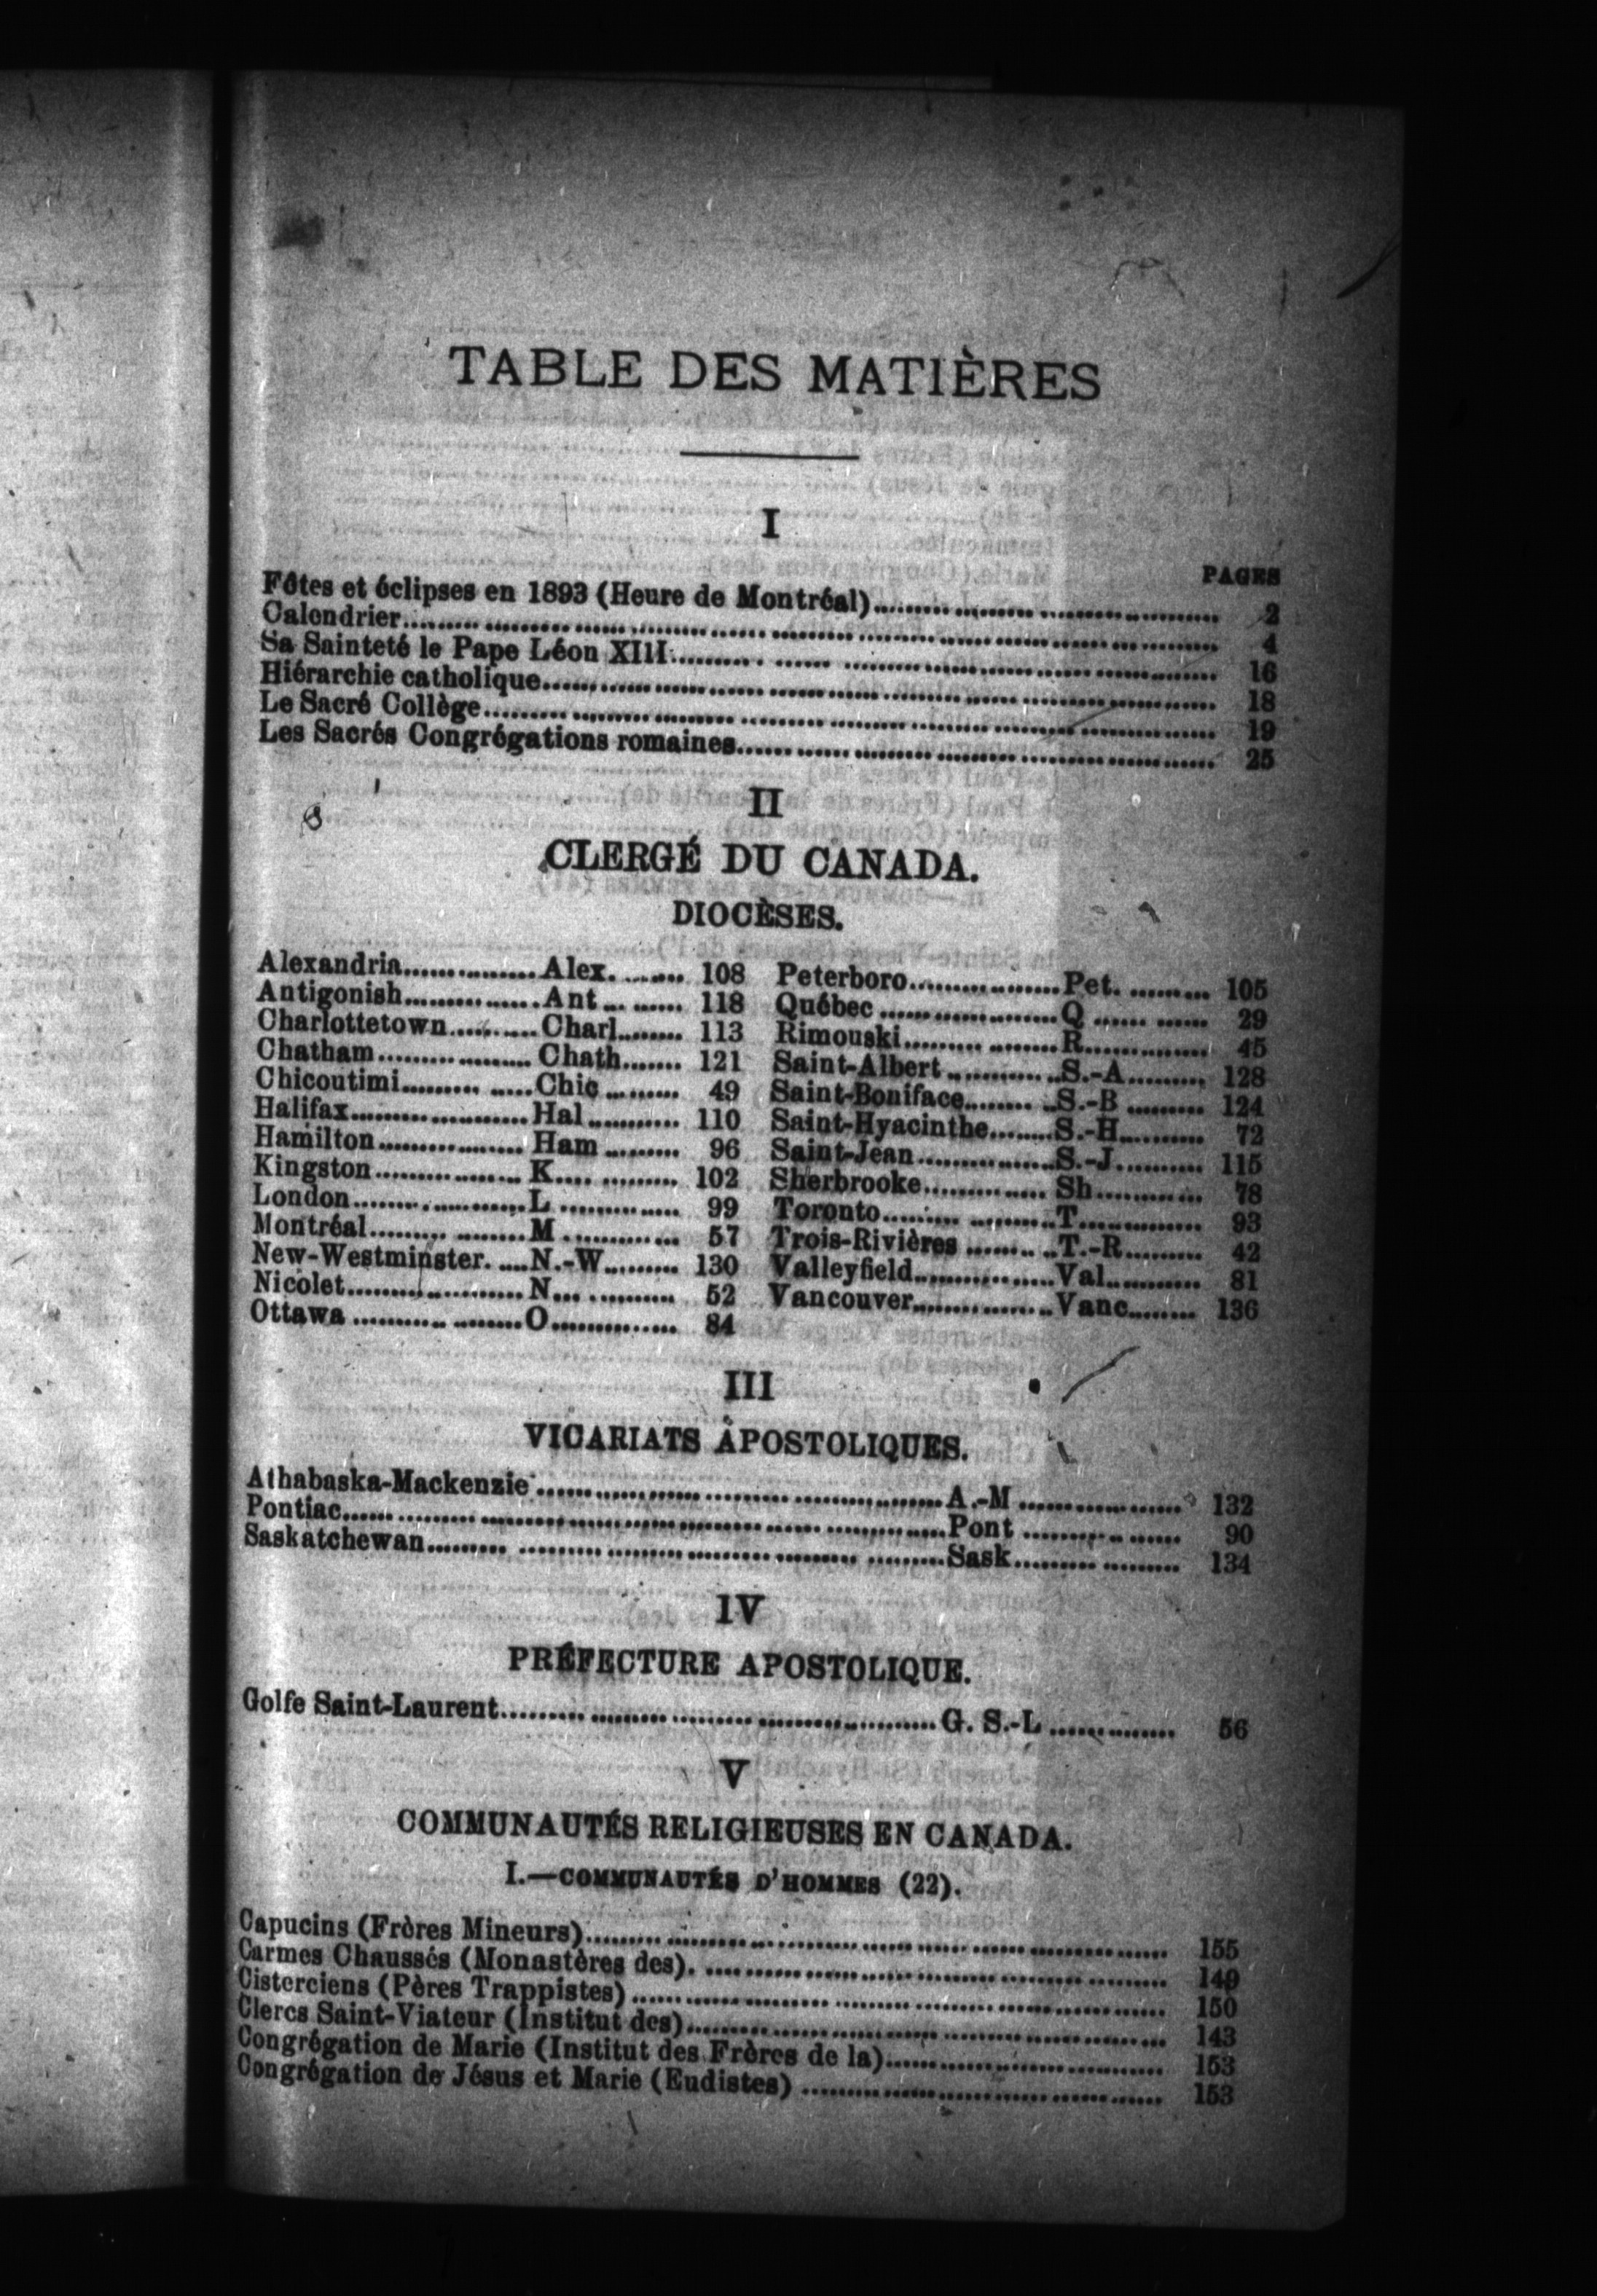 TABLE DES MATIÈRES
I
PAGES
Fêtes et éclipses en 1893 (Heure de Montréal)........ 2
Calendrier........ 4
Sa Sainteté le Pape Léon XIII........ 16
Hiérarchie catholique........ 18
Le Sacré Collège........ 19
Les Sacrés Congrégations romaines........ 25
II
CLERGÉ DU CANADA.
DIOCÈSES.
Alexandria........Alex........ 108
Antigonish........Ant........ 118
Charlottetown........Charl........ 113
Chatham........Chath........ 121
Chicoutimi........Chic........ 49
Halifax........Hal........ 110
Hamilton........Ham........ 96
Kingston........K........ 102
London........L........ 99
Montréal........M........ 57
New-Westminster.....N.-W........ 130
Nicolet........N........ 52
Ottawa........O........ 84
Peterboro........Pet......... 105
Québec........Q........ 29
Rimouski........R........ 45
Saint-Albert........S.-A........ 128
Saint-Boniface........S.-B........ 124
Saint-Hyacinthe........S.-H........ 72
Saint-Jean........S.-J........ 115
Sherbrooke........Sh........ 78
Toronto........T........ 93
Trois-Rivières........T.-R........ 42
Valleyfield........Val........ 81
Vancouver........Vanc........ 136
III
VICARIATS APOSTOLIQUES.
Athabaska-Mackenzie........A.-M........ 132
Pontiac........Pont........ 90
Saskatchewan........Sask........ 134
IV
PRÉFECTURE APOSTOLIQUE.
Golfe Saint-Laurent........G. S.-L........ 56
V
COMMUNAUTÉS RELIGIEUSES EN CANADA.
I.—COMMUNAUTÉS D'HOMMES (22).
Capucins (Frères Mineurs)........ 155
Carmes Chaussés (Monastères des)......... 149
Cisterciens (Pères Trappistes)........ 150
Clercs Saint-Viateur (Institut des)........ 143
Congrégation de Marie (Institut des Frères de la)........ 153
Congrégation de Jésus et Marie (Eudistes)........ 153